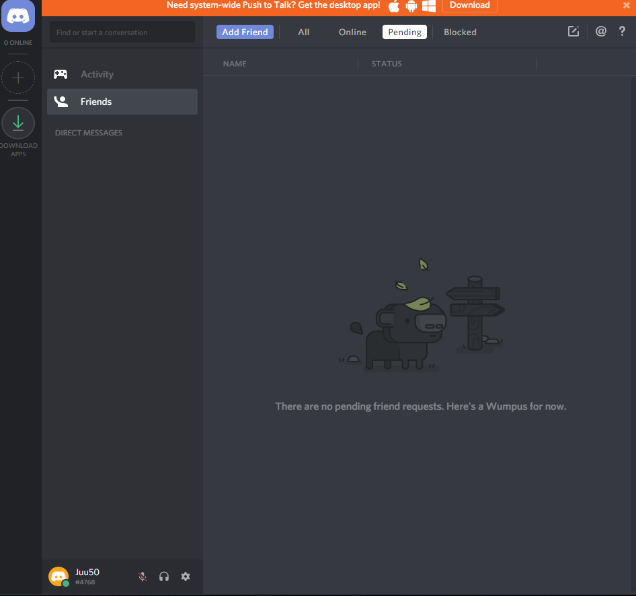 Need system-wide Push to Talk? Get the desktop app! Download
0 ONLINE
Find or start a conversation
Add Friend All Online Pending Blocked @ ?
NAME STATUS
Activity
Friends
DIRECT MESSAGES
DOWNLOAD
APPS
There are no pending friend requests. Here's a Wumpus for now.
Juu50
#4768